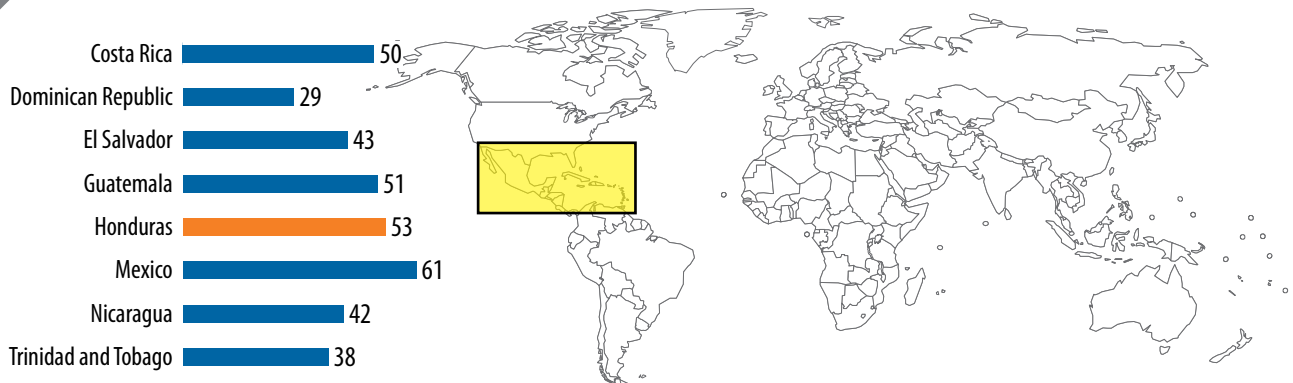 Costa Rica 50
Dominican Republic 29
El Salvador 43
Guatemala 51
Honduras 53
Mexico 61
Nicaragua 42
Trinidad and Tobago 38